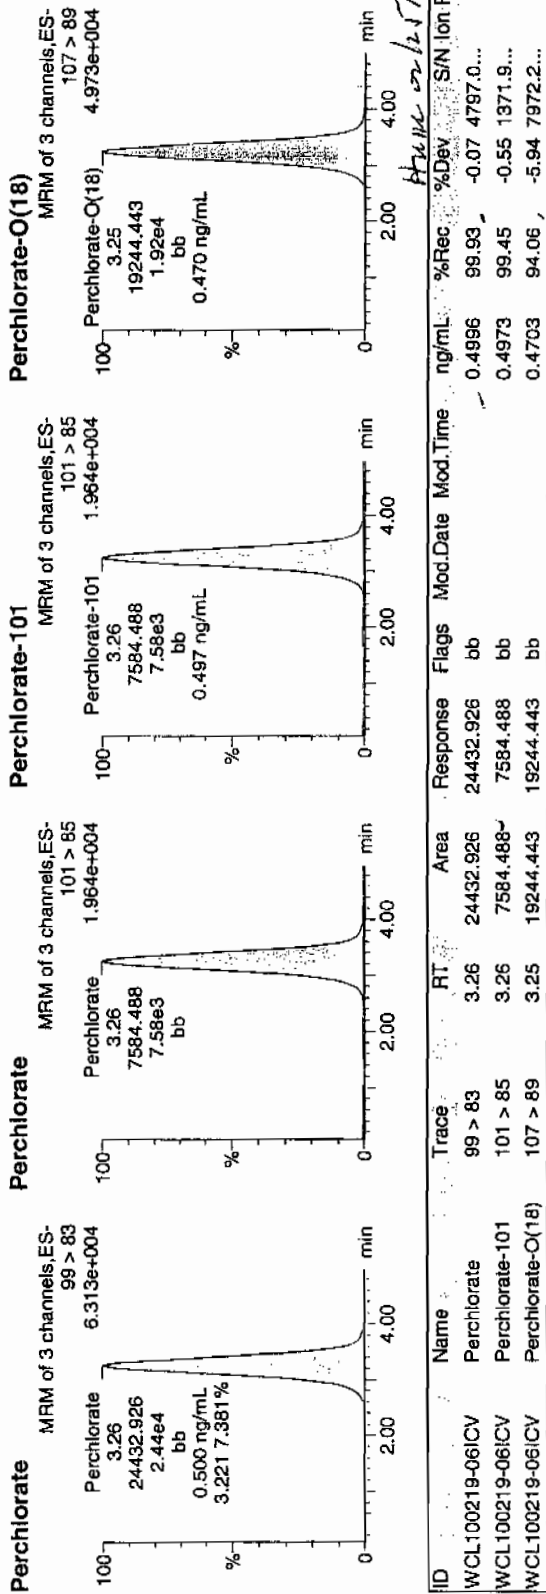 Perchlorate
MRM of 3 channels,ES-
99 > 83
6.313e+004
100
Perchlorate
3.26
24432.926
2.44e4
bb
0.500 ng/mL
3.221 7.381%
%
0
2.00
4.00
min
Perchlorate
MRM of 3 channels,ES-
101 > 85
1.964e+004
100
Perchlorate
3.26
7584.488
7.58e3
bb
%
0
2.00
4.00
min
Perchlorate-101
MRM of 3 channels,ES-
101 > 85
1.964e+004
100
Perchlorate-101
3.26
7584.488
7.58e3
bb
0.497 ng/mL
%
0
2.00
4.00
min
Perchlorate-O(18)
MRM of 3 channels,ES-
107 > 89
4.973e+004
100
Perchlorate-O(18)
3.25
19244.443
1.92e4
bb
0.470 ng/mL
%
0
2.00
4.00
min
ID Name Trace RT Area Response Flags Mod.Date Mod.Time ng/mL %Rec %Dev S/N Ion
WCL100219-06ICV Perchlorate 99 > 83 3.26 24432.926 24432.926 bb 0.4996 99.93 -0.07 4797.0...
WCL100219-06ICV Perchlorate-101 101 > 85 3.26 7584.488 7584.488 bb 0.4973 99.45 -0.55 1371.9...
WCL100219-06ICV Perchlorate-O(18) 107 > 89 3.25 19244.443 19244.443 bb 0.4703 94.06 -5.94 7972.2...